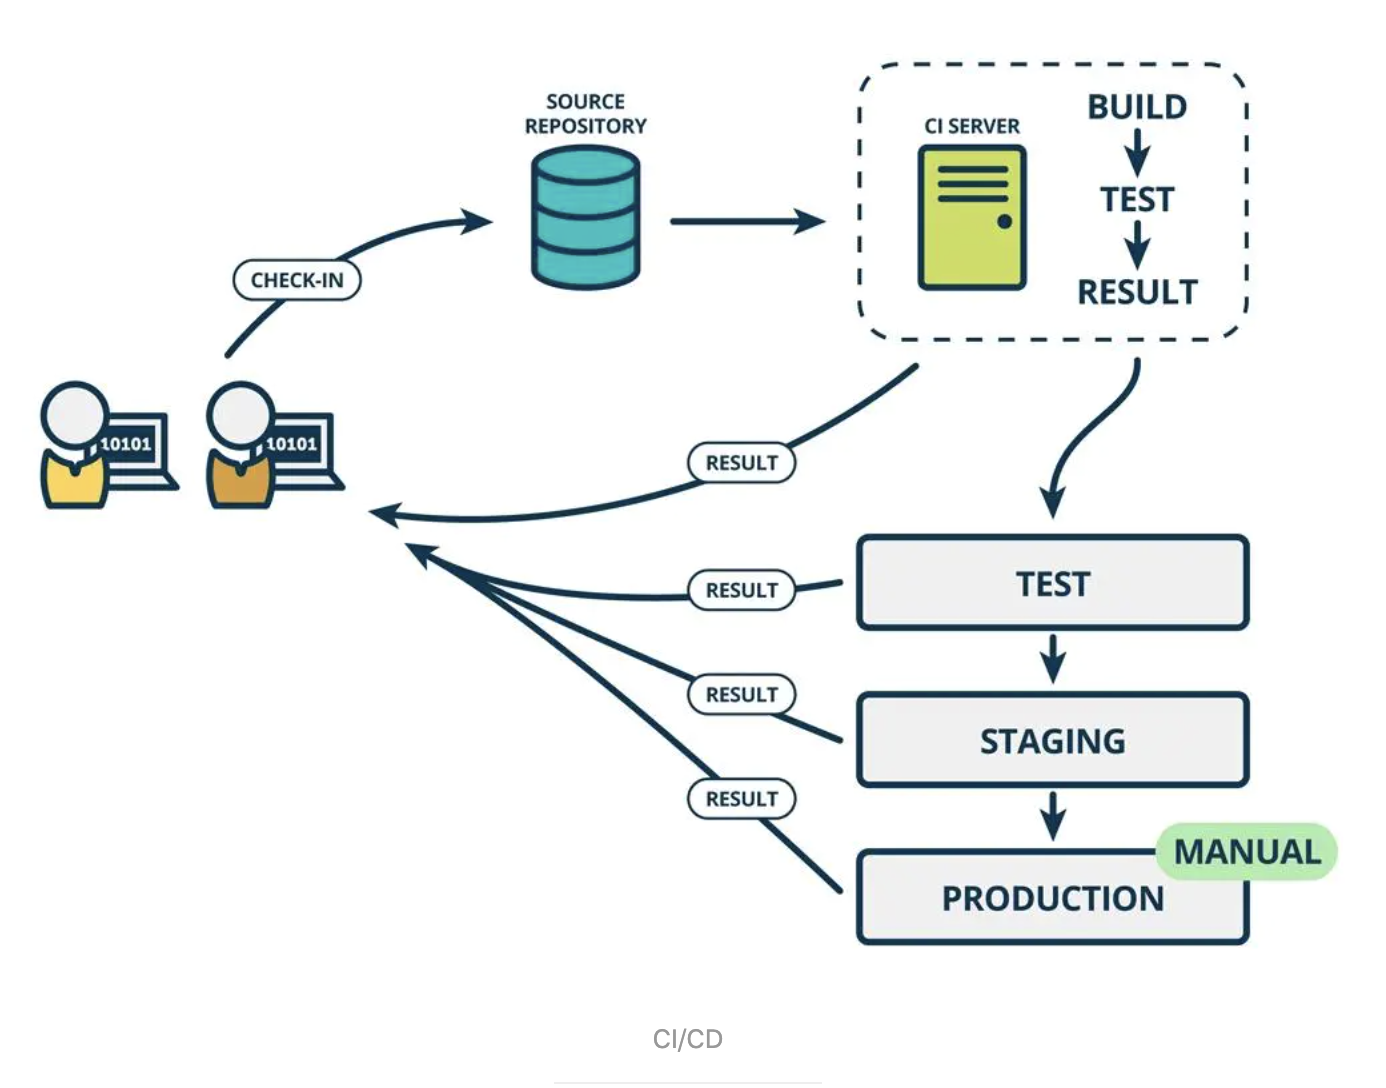 SOURCE
REPOSITORY
CI SERVER
BUILD
TEST
RESULT
CHECK-IN
10101
10101
RESULT
TEST
RESULT
STAGING
RESULT
MANUAL
PRODUCTION
RESULT
CI/CD